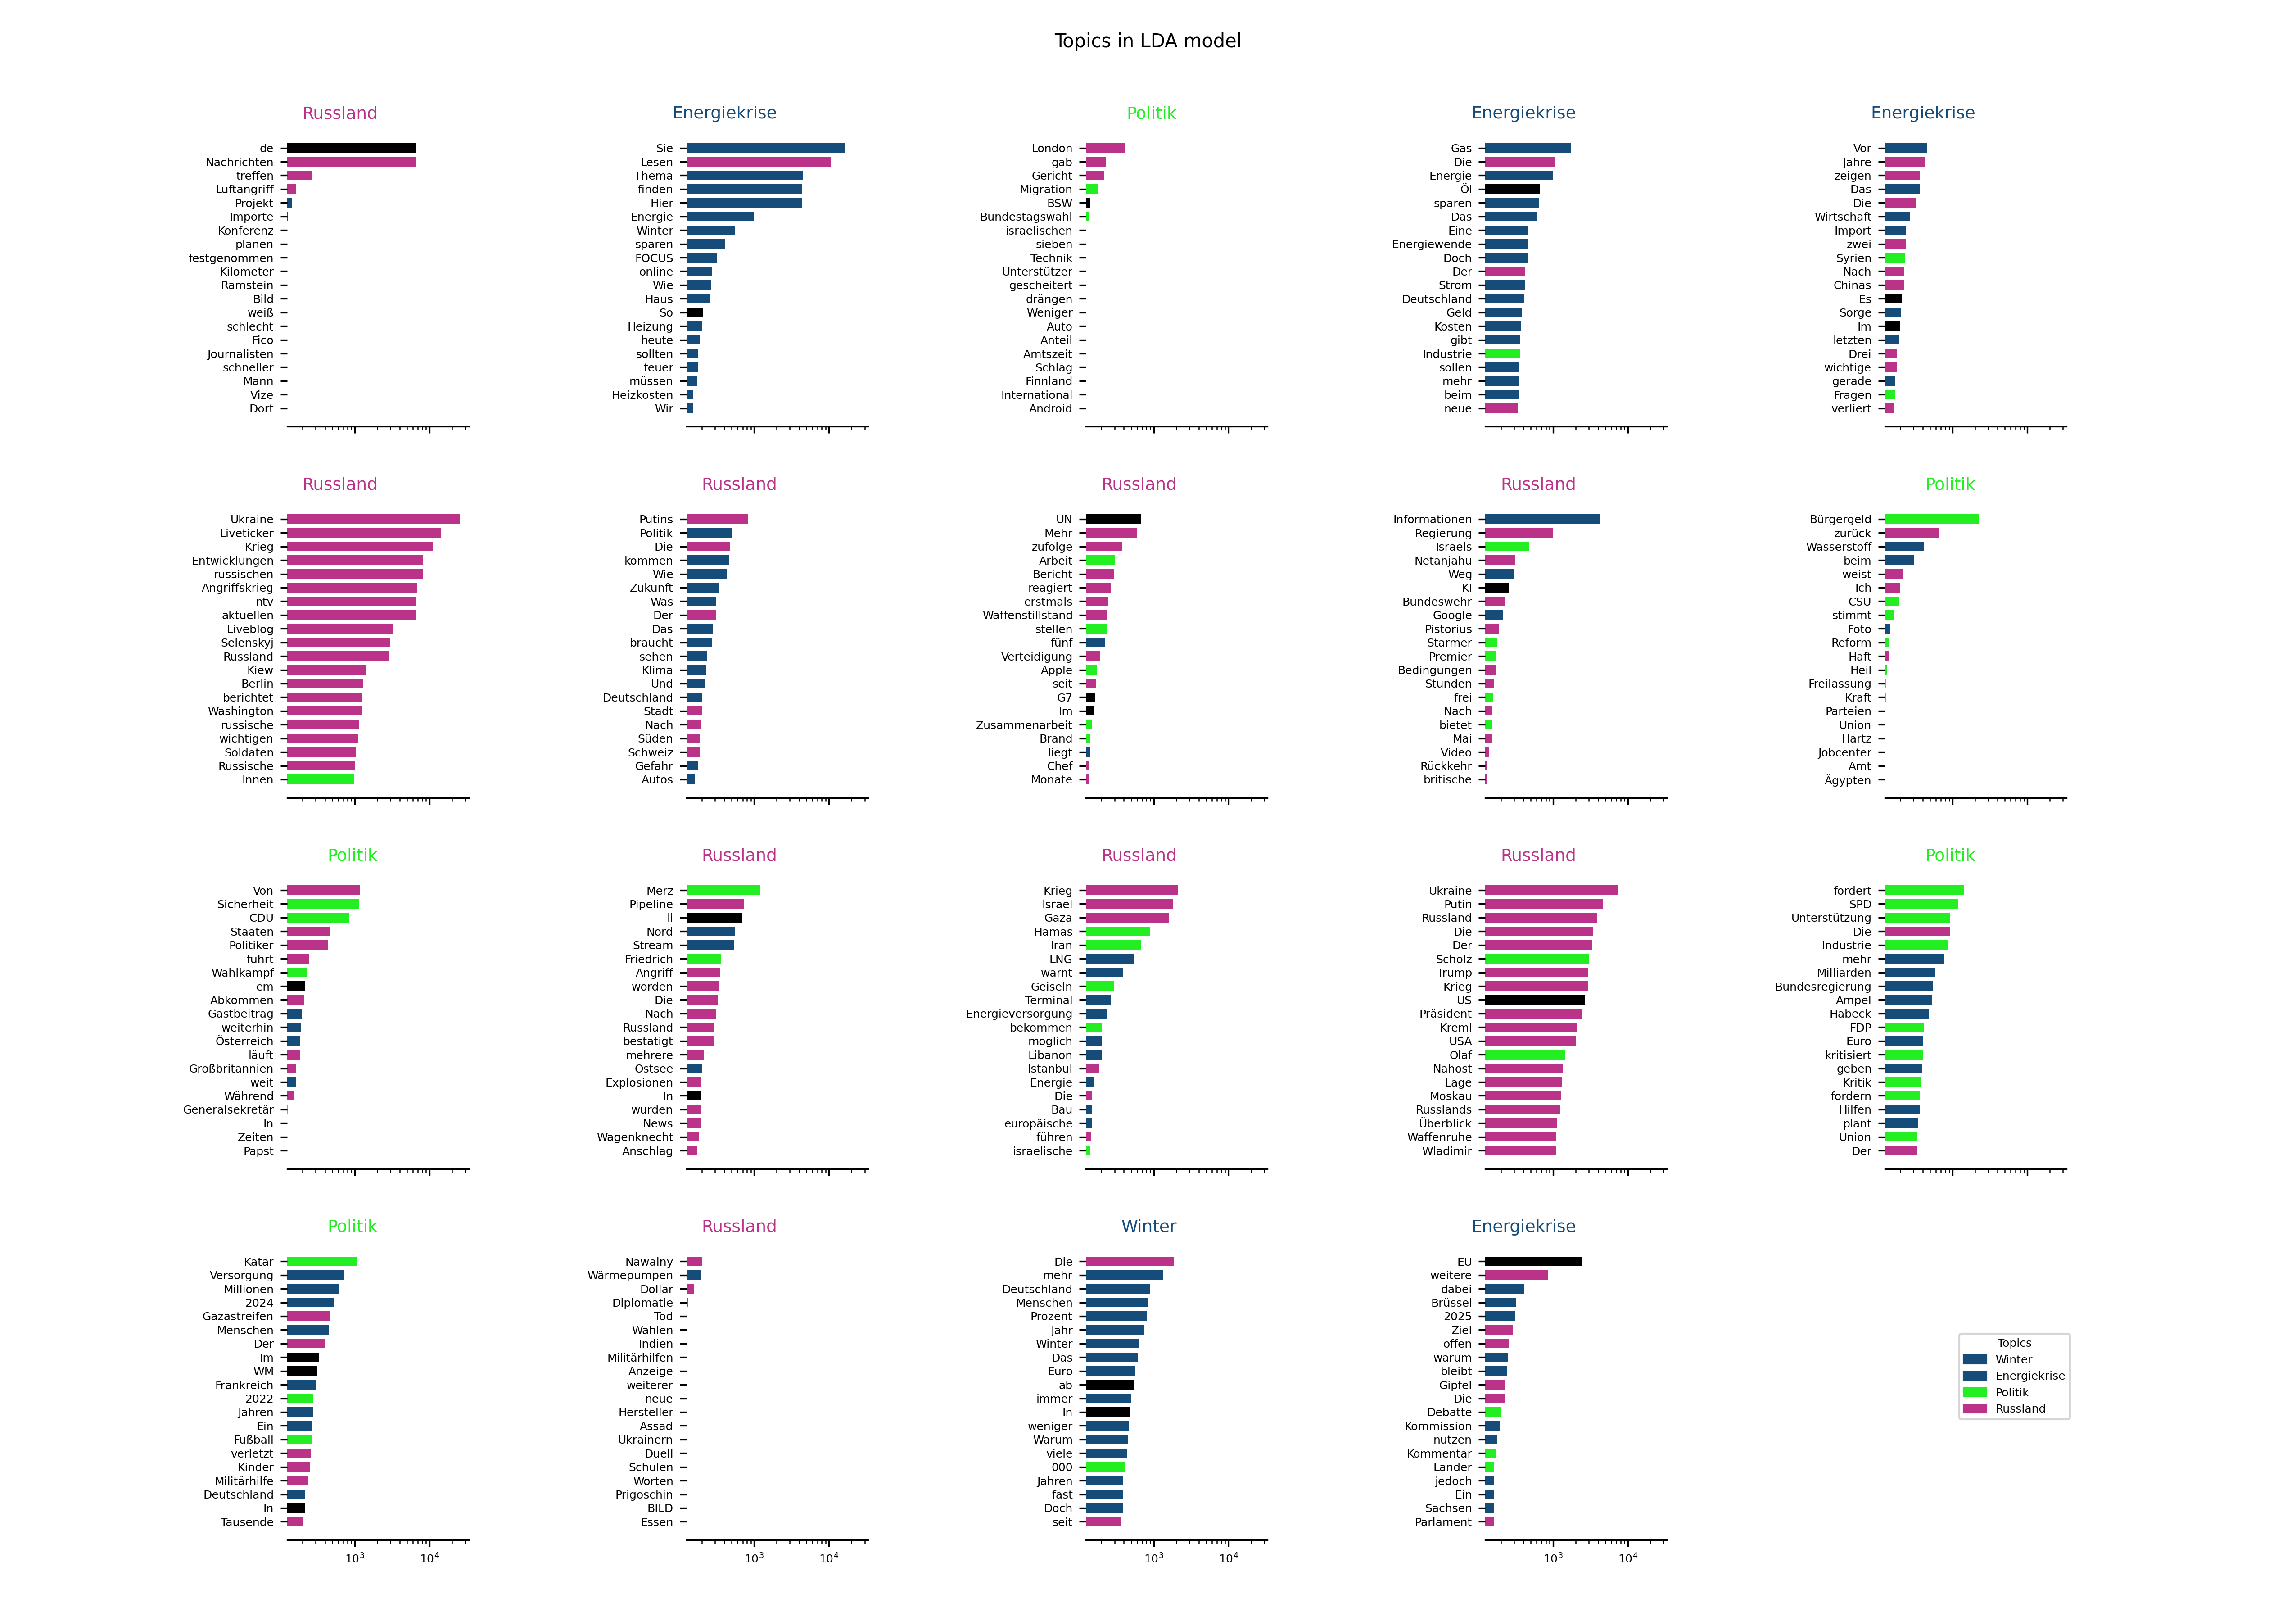 Topics in LDA model
Russland
de
Nachrichten
treffen
Luftangriff
Projekt
Importe
Konferenz
planen
festgenommen
Kilometer
Ramstein
Bild
weiß
schlecht
Fico
Journalisten
schneller
Mann
Vize
Dort
Energiekrise
Sie
Lesen
Thema
finden
Hier
Energie
Winter
sparen
FOCUS
online
Wie
Haus
So
Heizung
heute
sollten
teuer
müssen
Heizkosten
Wir
Politik
London
gab
Gericht
Migration
BSW
Bundestagswahl
israelischen
sieben
Technik
Unterstützer
gescheitert
drängen
Weniger
Auto
Anteil
Amtszeit
Schlag
Finnland
International
Android
Energiekrise
Gas
Die
Energie
Öl
sparen
Das
Eine
Energiewende
Doch
Der
Strom
Deutschland
Geld
Kosten
gibt
Industrie
sollen
mehr
beim
neue
Energiekrise
Vor
Jahre
zeigen
Das
Die
Wirtschaft
Import
zwei
Syrien
Nach
Chinas
Es
Sorge
Im
letzten
Drei
wichtige
gerade
Fragen
verliert
Russland
Ukraine
Liveticker
Krieg
Entwicklungen
russischen
Angriffskrieg
ntv
aktuellen
Liveblog
Selenskyj
Russland
Kiew
Berlin
berichtet
Washington
russische
wichtigen
Soldaten
Russische
Innen
Russland
Putins
Politik
Die
kommen
Wie
Zukunft
Was
Der
Das
braucht
sehen
Klima
Und
Deutschland
Stadt
Nach
Süden
Schweiz
Gefahr
Autos
Russland
UN
Mehr
zufolge
Arbeit
Bericht
reagiert
erstmals
Waffenstillstand
stellen
fünf
Verteidigung
Apple
seit
G7
Im
Zusammenarbeit
Brand
liegt
Chef
Monate
Russland
Informationen
Regierung
Israels
Netanjahu
Weg
KI
Bundeswehr
Google
Pistorius
Starmer
Premier
Bedingungen
Stunden
frei
Nach
bietet
Mai
Video
Rückkehr
britische
Politik
Bürgergeld
zurück
Wasserstoff
beim
weist
Ich
CSU
stimmt
Foto
Reform
Haft
Heil
Freilassung
Kraft
Parteien
Union
Hartz
Jobcenter
Amt
Ägypten
Politik
Von
Sicherheit
CDU
Staaten
Politiker
führt
Wahlkampf
em
Abkommen
Gastbeitrag
weiterhin
Österreich
läuft
Großbritannien
weit
Während
Generalsekretär
In
Zeiten
Papst
Russland
Merz
Pipeline
li
Nord
Stream
Friedrich
Angriff
worden
Die
Nach
Russland
bestätigt
mehrere
Ostsee
Explosionen
In
wurden
News
Wagenknecht
Anschlag
Russland
Krieg
Israel
Gaza
Hamas
Iran
LNG
warnt
Geiseln
Terminal
Energieversorgung
bekommen
möglich
Libanon
Istanbul
Energie
Die
Bau
europäische
führen
israelische
Russland
Ukraine
Putin
Russland
Die
Der
Scholz
Trump
Krieg
US
Präsident
Kreml
USA
Olaf
Nahost
Lage
Moskau
Russlands
Überblick
Waffenruhe
Wladimir
Politik
fordert
SPD
Unterstützung
Die
Industrie
mehr
Milliarden
Bundesregierung
Ampel
Habeck
FDP
Euro
kritisiert
geben
Kritik
fordern
Hilfen
plant
Union
Der
Politik
Katar
Versorgung
Millionen
2024
Gazastreifen
Menschen
Der
Im
WM
Frankreich
2022
Jahren
Ein
Fußball
verletzt
Kinder
Militärhilfe
Deutschland
In
Tausende
10³ 10⁴
Russland
Nawalny
Wärmepumpen
Dollar
Diplomatie
Tod
Wahlen
Indien
Militärhilfen
Anzeige
weiterer
neue
Hersteller
Assad
Ukrainern
Duell
Schulen
Worten
Prigoschin
BILD
Essen
10³ 10⁴
Winter
Die
mehr
Deutschland
Menschen
Prozent
Jahr
Winter
Das
Euro
ab
immer
In
weniger
Warum
viele
000
Jahren
fast
Doch
seit
10³ 10⁴
Energiekrise
EU
weitere
dabei
Brüssel
2025
Ziel
offen
warum
bleibt
Gipfel
Die
Debatte
Kommission
nutzen
Kommentar
Länder
jedoch
Ein
Sachsen
Parlament
10³ 10⁴
Topics
Winter
Energiekrise
Politik
Russland